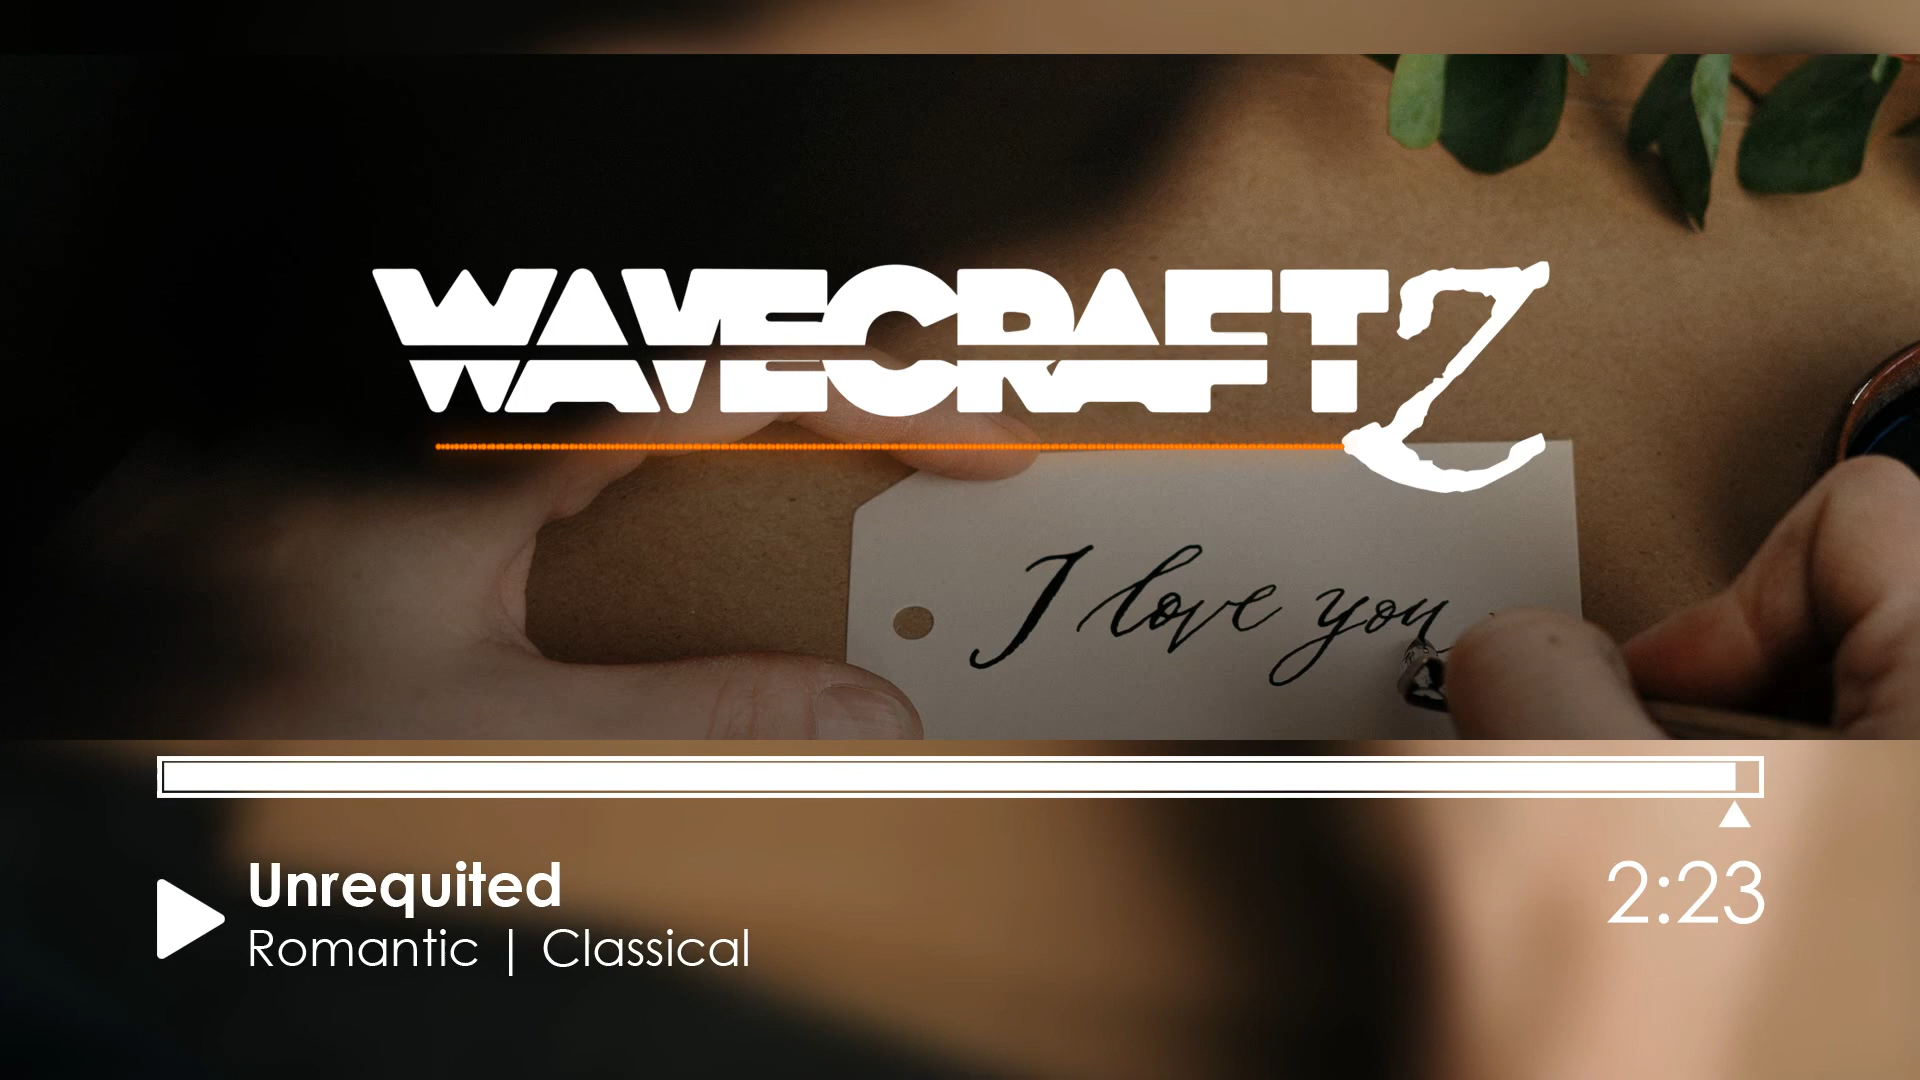 WAVECRAFTZ
I love you
Unrequited
2:23
Romantic | Classical